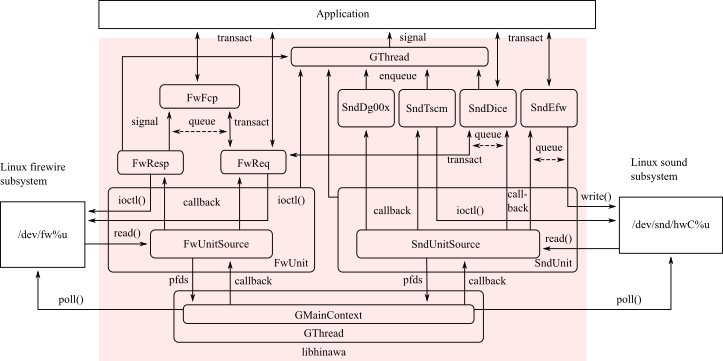 Application
transact
signal
transact
GThread
enqueue
FwFcp
SndDg00x
SndTscm
SndDice
SndEfw
signal
queue
transact
queue
queue
Linux firewire
subsystem
FwResp
FwReq
transact
Linux sound
subsystem
ioctl()
callback
ioctl()
callback
ioctl()
call-
back
write()
/dev/fw%u
read()
FwUnitSource
FwUnit
SndUnitSource
read()
SndUnit
/dev/snd/hwC%u
pfds
callback
pfds
callback
poll()
poll()
GMainContext
GThread
libhinawa